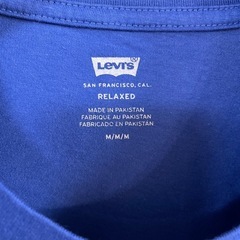 Levi's
SAN FRANCISCO, CAL.
RELAXED
MADE IN PAKISTAN
FABRIQUE AU PAKISTAN
FABRICADO EN PAKISTAN
M/M/M